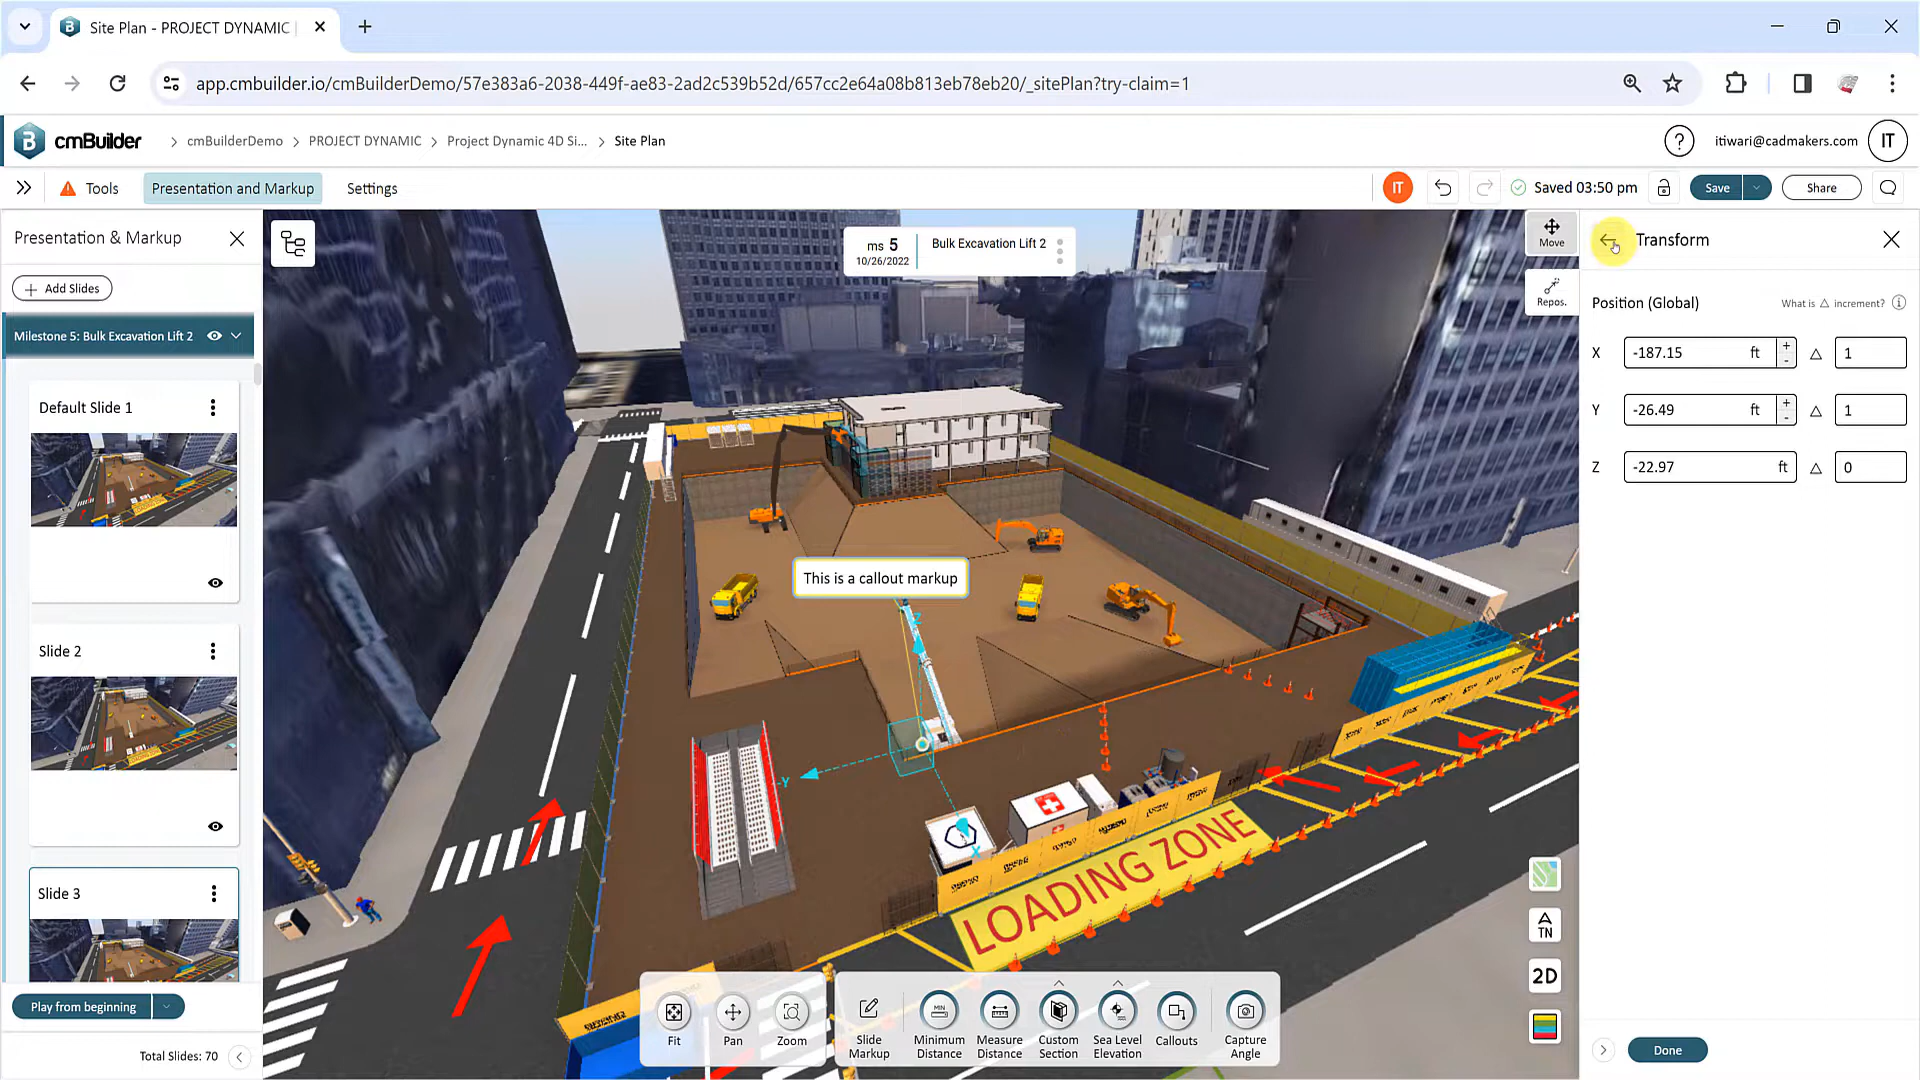 Site Plan - PROJECT DYNAMIC |
app.cmbuilder.io/cmBuilderDemo/57e383a6-2038-449f-ae83-2ad2c539b52d/657cc2e64a08b813eb78eb20/_sitePlan?try-claim=1
cmBuilder
cmBuilderDemo
PROJECT DYNAMIC
Project Dynamic 4D Si...
Site Plan
?
itiwari@cadmakers.com
IT
Tools
Presentation and Markup
Settings
IT
Saved 03:50 pm
Save
Share
Presentation & Markup
Add Slides
Milestone 5: Bulk Excavation Lift 2
Default Slide 1
Slide 2
Slide 3
Play from beginning
Total Slides: 70
ms 5
10/26/2022
Bulk Excavation Lift 2
Move
Repos.
This is a callout markup
Z
Y
X
LOADING ZONE
Transform
Position (Global)
What is △ increment?
X
-187.15
ft
+
-
△
1
Y
-26.49
ft
+
-
△
1
Z
-22.97
ft
△
0
A
TN
2D
Fit
Pan
Zoom
Slide
Markup
MIN
Minimum
Distance
Measure
Distance
Custom
Section
Sea Level
Elevation
Callouts
Capture
Angle
Done